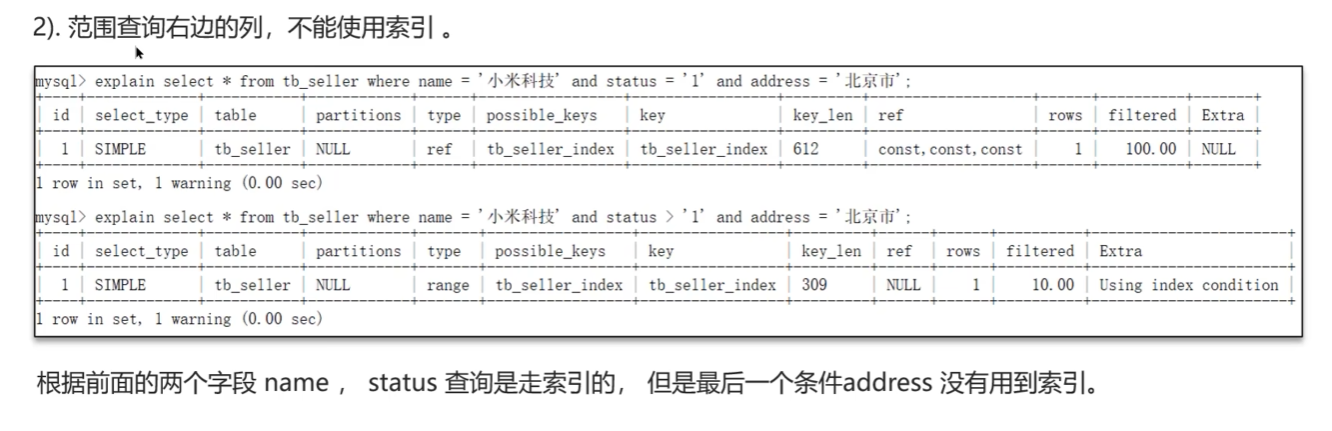 2). 范围查询右边的列，不能使用索引 。
mysql> explain select * from tb_seller where name = '小米科技' and status = '1' and address = '北京市';
| id | select_type | table | partitions | type | possible_keys | key | key_len | ref | rows | filtered | Extra |
| 1 | SIMPLE | tb_seller | NULL | ref | tb_seller_index | tb_seller_index | 612 | const,const,const | 1 | 100.00 | NULL |
1 row in set, 1 warning (0.00 sec)
mysql> explain select * from tb_seller where name = '小米科技' and status > '1' and address = '北京市';
| id | select_type | table | partitions | type | possible_keys | key | key_len | ref | rows | filtered | Extra |
| 1 | SIMPLE | tb_seller | NULL | range | tb_seller_index | tb_seller_index | 309 | NULL | 1 | 10.00 | Using index condition |
1 row in set, 1 warning (0.00 sec)
根据前面的两个字段 name ， status 查询是走索引的， 但是最后一个条件address 没有用到索引。